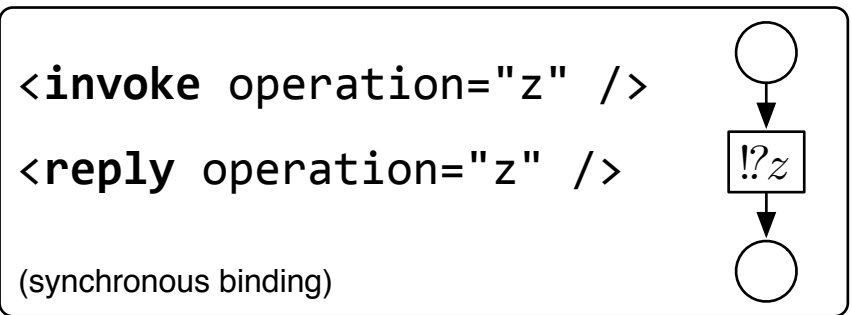 <invoke operation="z" />
<reply operation="z" />
!?z
(synchronous binding)